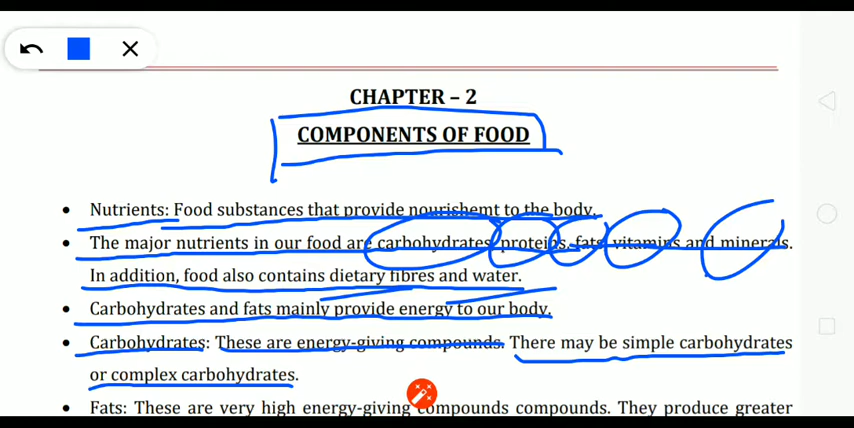 CHAPTER – 2
COMPONENTS OF FOOD
• Nutrients: Food substances that provide nourishemt to the body.
• The major nutrients in our food are carbohydrates, proteins, fats, vitamins and minerals.
In addition, food also contains dietary fibres and water.
• Carbohydrates and fats mainly provide energy to our body.
• Carbohydrates: These are energy-giving compounds. There may be simple carbohydrates
or complex carbohydrates.
• Fats: These are very high energy-giving compounds compounds. They produce greater